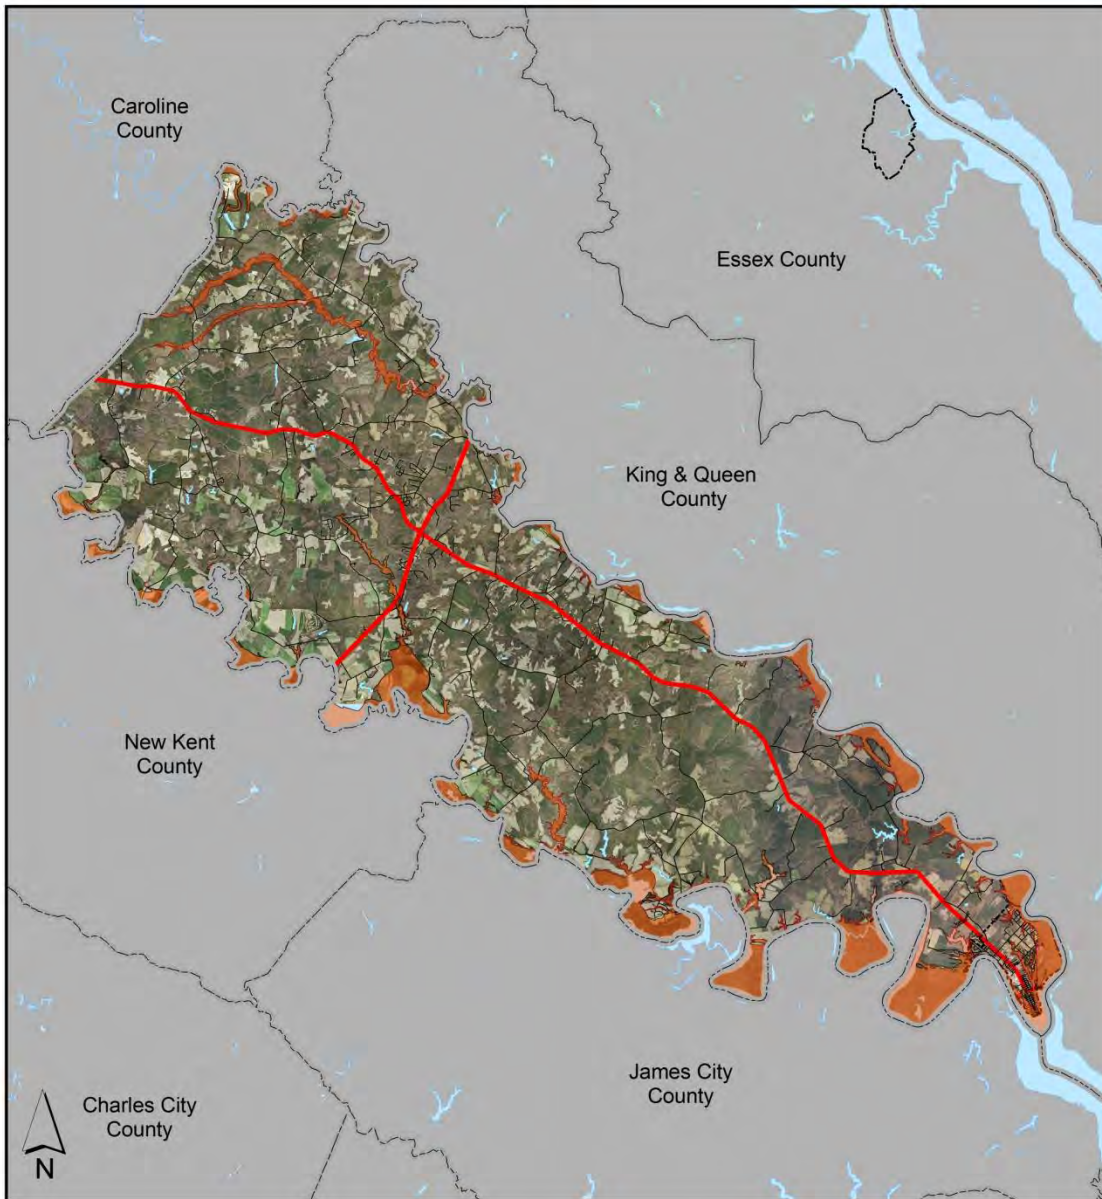 Caroline
County
Essex County
King & Queen
County
New Kent
County
James City
County
Charles City
County
N